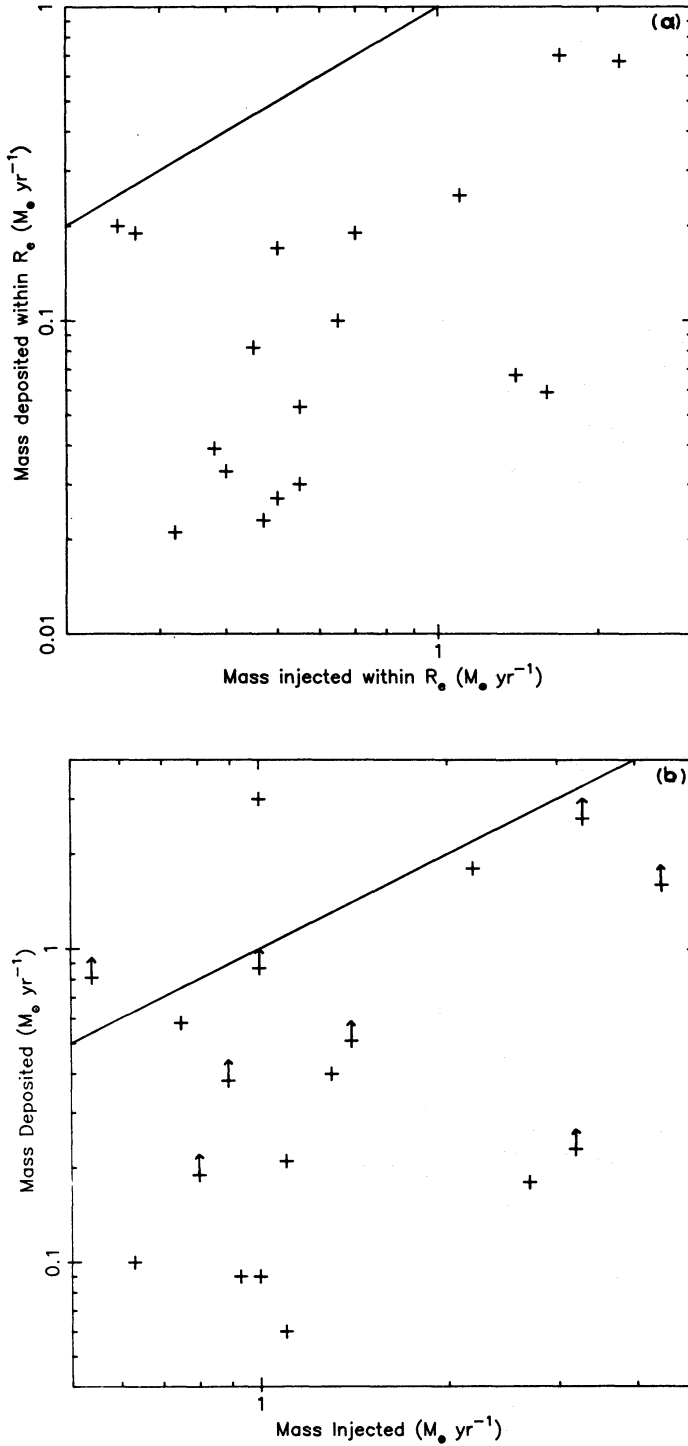 (a)
1
0.1
0.01
Mass deposited within R_e (M_☉ yr⁻¹)
1
Mass injected within R_e (M_☉ yr⁻¹)
(b)
1
0.1
Mass Deposited (M_☉ yr⁻¹)
1
Mass Injected (M_☉ yr⁻¹)